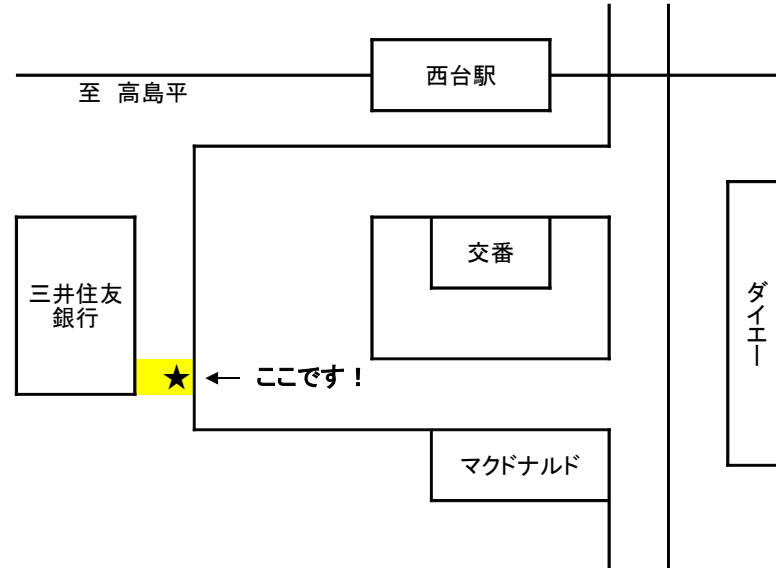 西台駅
至 高島平
交番
三井住友
銀行
ダイエー
★ ← ここです！
マクドナルド